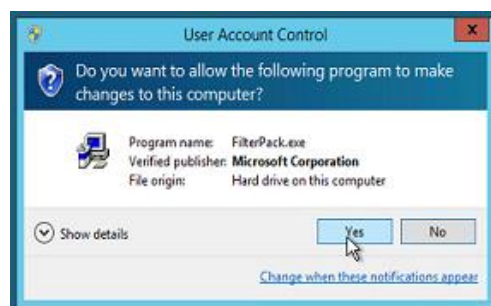 User Account Control
x
Do you want to allow the following program to make
changes to this computer?
Program name: FilterPack.exe
Verified publisher: Microsoft Corporation
File origin: Hard drive on this computer
Show details
Yes
No
Change when these notifications appear